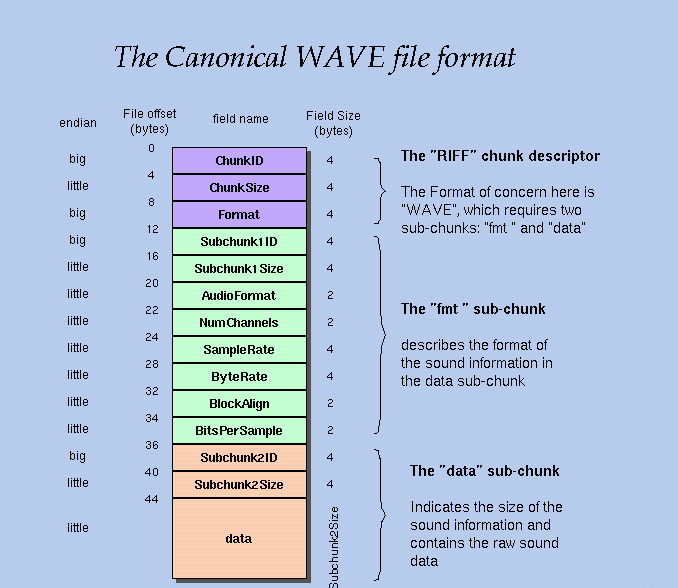 The Canonical WAVE file format
endian
File offset
(bytes)
field name
Field Size
(bytes)
0
big
ChunkID
4
4
little
ChunkSize
4
8
big
Format
4
12
The "RIFF" chunk descriptor
The Format of concern here is
"WAVE", which requires two
sub-chunks: "fmt " and "data"
big
Subchunk1ID
4
16
little
Subchunk1Size
4
20
little
AudioFormat
2
22
little
NumChannels
2
24
little
SampleRate
4
28
little
ByteRate
4
32
little
BlockAlign
2
34
little
BitsPerSample
2
36
The "fmt " sub-chunk
describes the format of
the sound information in
the data sub-chunk
big
Subchunk2ID
4
40
little
Subchunk2Size
4
44
little
data
Subchunk2Size
The "data" sub-chunk
Indicates the size of the
sound information and
contains the raw sound
data